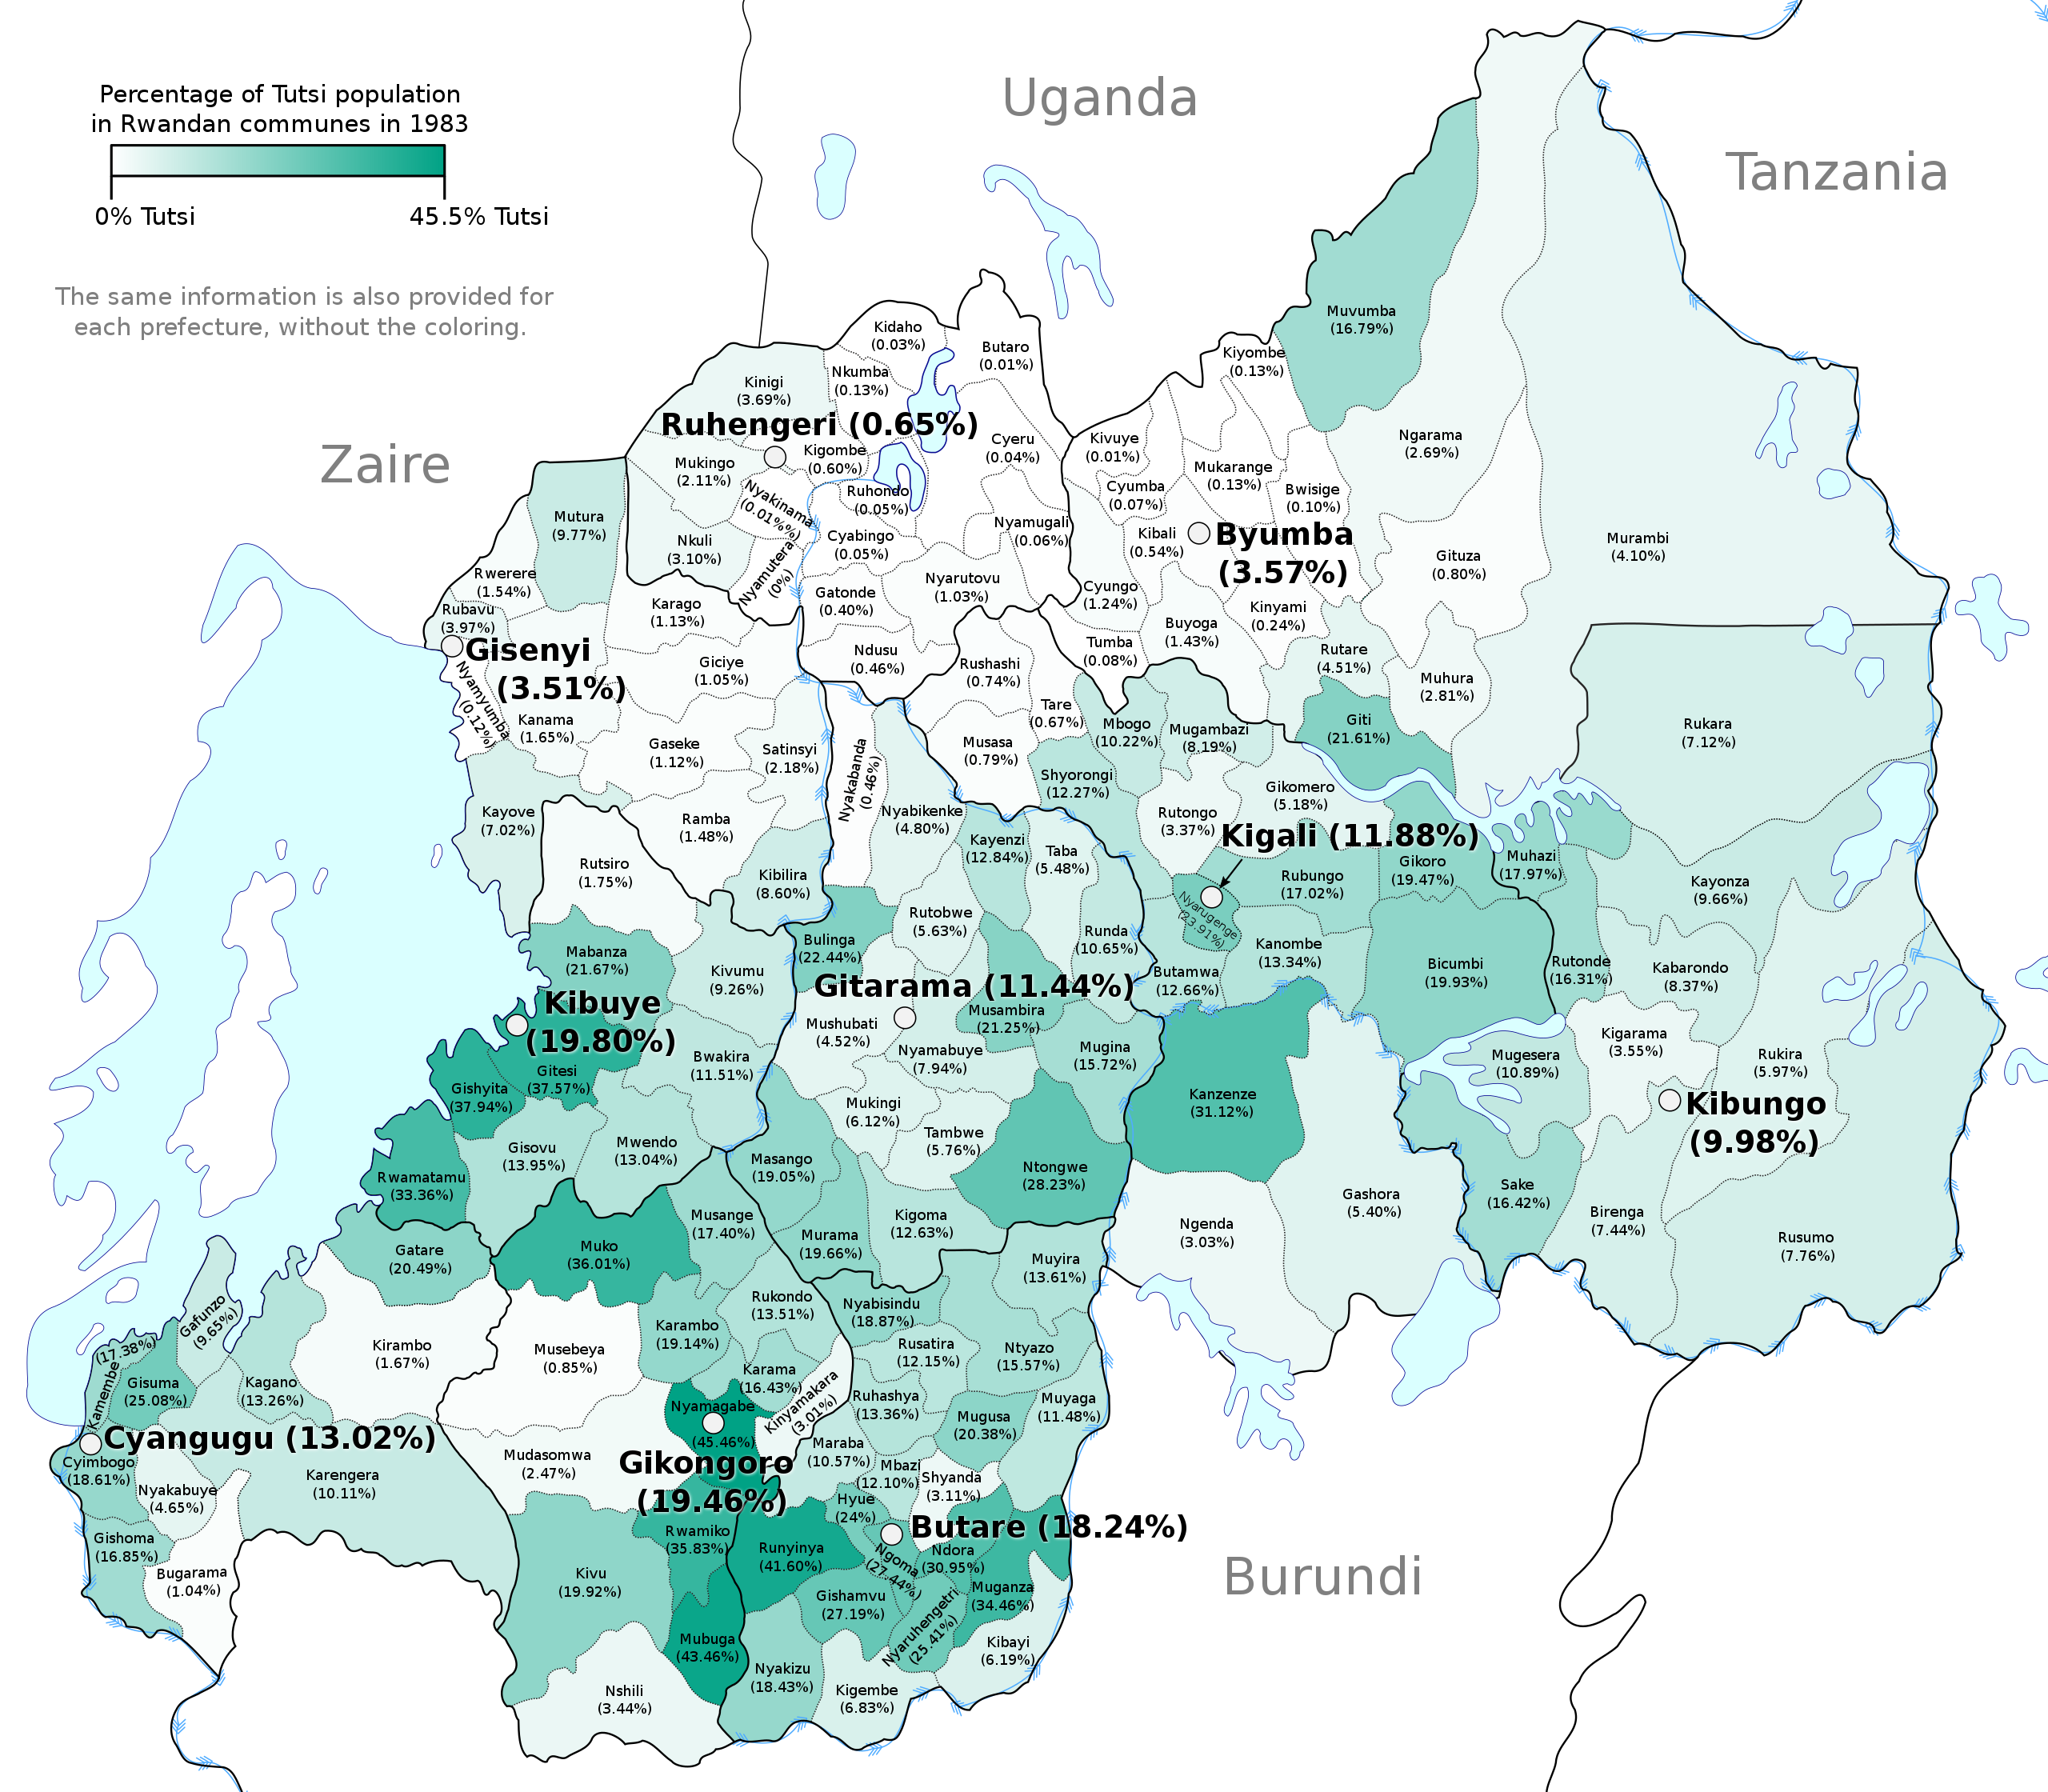 Percentage of Tutsi population
in Rwandan communes in 1983
0% Tutsi
45.5% Tutsi
The same information is also provided for
each prefecture, without the coloring.
Uganda
Tanzania
Zaire
Burundi
Kidaho
(0.03%)
Butaro
(0.01%)
Nkumba
(0.13%)
Kinigi
(3.69%)
Ruhengeri (0.65%)
Kigombe
(0.60%)
Mukingo
(2.11%)
Cyeru
(0.04%)
Nyakinama
(0.01%%)
Ruhondo
(0.05%)
Nyamugali
(0.06%)
Nkuli
(3.10%)
Nyamutera
(0%)
Cyabingo
(0.05%)
Gatonde
(0.40%)
Nyarutovu
(1.03%)
Ndusu
(0.46%)
Muvumba
(16.79%)
Kiyombe
(0.13%)
Kivuye
(0.01%)
Cyumba
(0.07%)
Mukarange
(0.13%)
Bwisige
(0.10%)
Ngarama
(2.69%)
Kibali
(0.54%)
Byumba
(3.57%)
Gituza
(0.80%)
Murambi
(4.10%)
Cyungo
(1.24%)
Kinyami
(0.24%)
Buyoga
(1.43%)
Tumba
(0.08%)
Rutare
(4.51%)
Muhura
(2.81%)
Giti
(21.61%)
Mutura
(9.77%)
Rwerere
(1.54%)
Rubavu
(3.97%)
Karago
(1.13%)
Gisenyi
(3.51%)
Nyamyumba
(0.12%)
Giciye
(1.05%)
Kanama
(1.65%)
Gaseke
(1.12%)
Satinsyi
(2.18%)
Kayove
(7.02%)
Ramba
(1.48%)
Kibilira
(8.60%)
Rushashi
(0.74%)
Tare
(0.67%)
Musasa
(0.79%)
Mbogo
(10.22%)
Mugambazi
(8.19%)
Shyorongi
(12.27%)
Rutongo
(3.37%)
Gikomero
(5.18%)
Kigali (11.88%)
Rubungo
(17.02%)
Gikoro
(19.47%)
Nyarugenge
(23.91%)
Kanombe
(13.34%)
Butamwa
(12.66%)
Bicumbi
(19.93%)
Kanzenze
(31.12%)
Ngenda
(3.03%)
Gashora
(5.40%)
Rukara
(7.12%)
Muhazi
(17.97%)
Kayonza
(9.66%)
Rutonde
(16.31%)
Kabarondo
(8.37%)
Kigarama
(3.55%)
Mugesera
(10.89%)
Rukira
(5.97%)
Kibungo
(9.98%)
Sake
(16.42%)
Birenga
(7.44%)
Rusumo
(7.76%)
Nyakabanda
(0.46%)
Nyabikenke
(4.80%)
Kayenzi
(12.84%)
Taba
(5.48%)
Rutobwe
(5.63%)
Runda
(10.65%)
Bulinga
(22.44%)
Gitarama (11.44%)
Musambira
(21.25%)
Mushubati
(4.52%)
Nyamabuye
(7.94%)
Mugina
(15.72%)
Mukingi
(6.12%)
Tambwe
(5.76%)
Masango
(19.05%)
Ntongwe
(28.23%)
Murama
(19.66%)
Kigoma
(12.63%)
Rutsiro
(1.75%)
Mabanza
(21.67%)
Kivumu
(9.26%)
Kibuye
(19.80%)
Gitesi
(37.57%)
Bwakira
(11.51%)
Gishyita
(37.94%)
Gisovu
(13.95%)
Mwendo
(13.04%)
Rwamatamu
(33.36%)
Gatare
(20.49%)
Gafunzo
(9.65%)
Kirambo
(1.67%)
Kamembe
(17.38%)
Gisuma
(25.08%)
Kagano
(13.26%)
Cyangugu (13.02%)
Cyimbogo
(18.61%)
Nyakabuye
(4.65%)
Karengera
(10.11%)
Gishoma
(16.85%)
Bugarama
(1.04%)
Muko
(36.01%)
Musange
(17.40%)
Rukondo
(13.51%)
Karambo
(19.14%)
Musebeya
(0.85%)
Karama
(16.43%)
Kinyamakara
(3.01%)
Nyamagabe
(45.46%)
Mudasomwa
(2.47%)
Gikongoro
(19.46%)
Rwamiko
(35.83%)
Kivu
(19.92%)
Mubuga
(43.46%)
Nshili
(3.44%)
Muyira
(13.61%)
Nyabisindu
(18.87%)
Rusatira
(12.15%)
Ntyazo
(15.57%)
Ruhashya
(13.36%)
Muyaga
(11.48%)
Mugusa
(20.38%)
Maraba
(10.57%)
Mbazi
(12.10%)
Shyanda
(3.11%)
Hyue
(24%)
Butare (18.24%)
Runyinya
(41.60%)
Ngoma
(27.44%)
Ndora
(30.95%)
Muganza
(34.46%)
Gishamvu
(27.19%)
Nyaruhengetri
(25.41%)
Kibayi
(6.19%)
Nyakizu
(18.43%)
Kigembe
(6.83%)